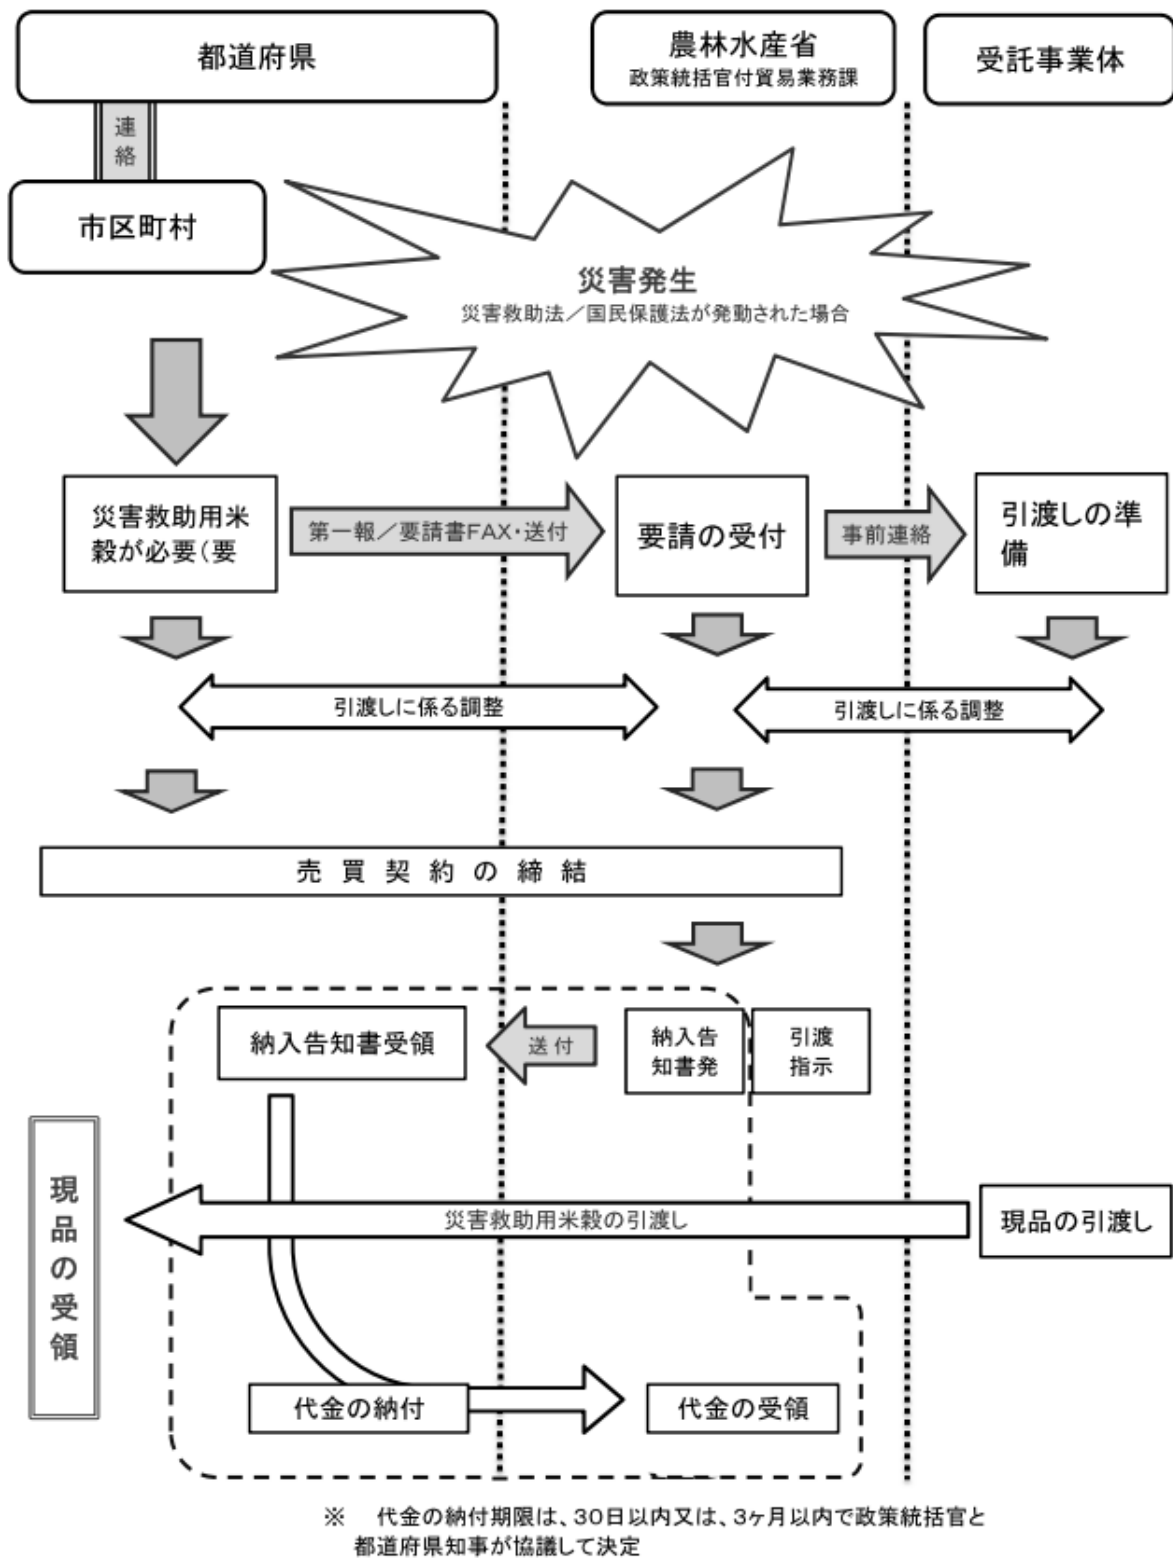 都道府県
農林水産省
政策統括官付貿易業務課
受託事業体
連
絡
市区町村
災害発生
災害救助法／国民保護法が発動された場合
災害救助用米
穀が必要（要
第一報／要請書FAX・送付
要請の受付
事前連絡
引渡しの準
備
引渡しに係る調整
引渡しに係る調整
売買契約の締結
納入告知書受領
送付
納入告
知書発
引渡
指示
現品の受領
災害救助用米穀の引渡し
現品の引渡し
代金の納付
代金の受領
※　代金の納付期限は、30日以内又は、3ヶ月以内で政策統括官と
都道府県知事が協議して決定